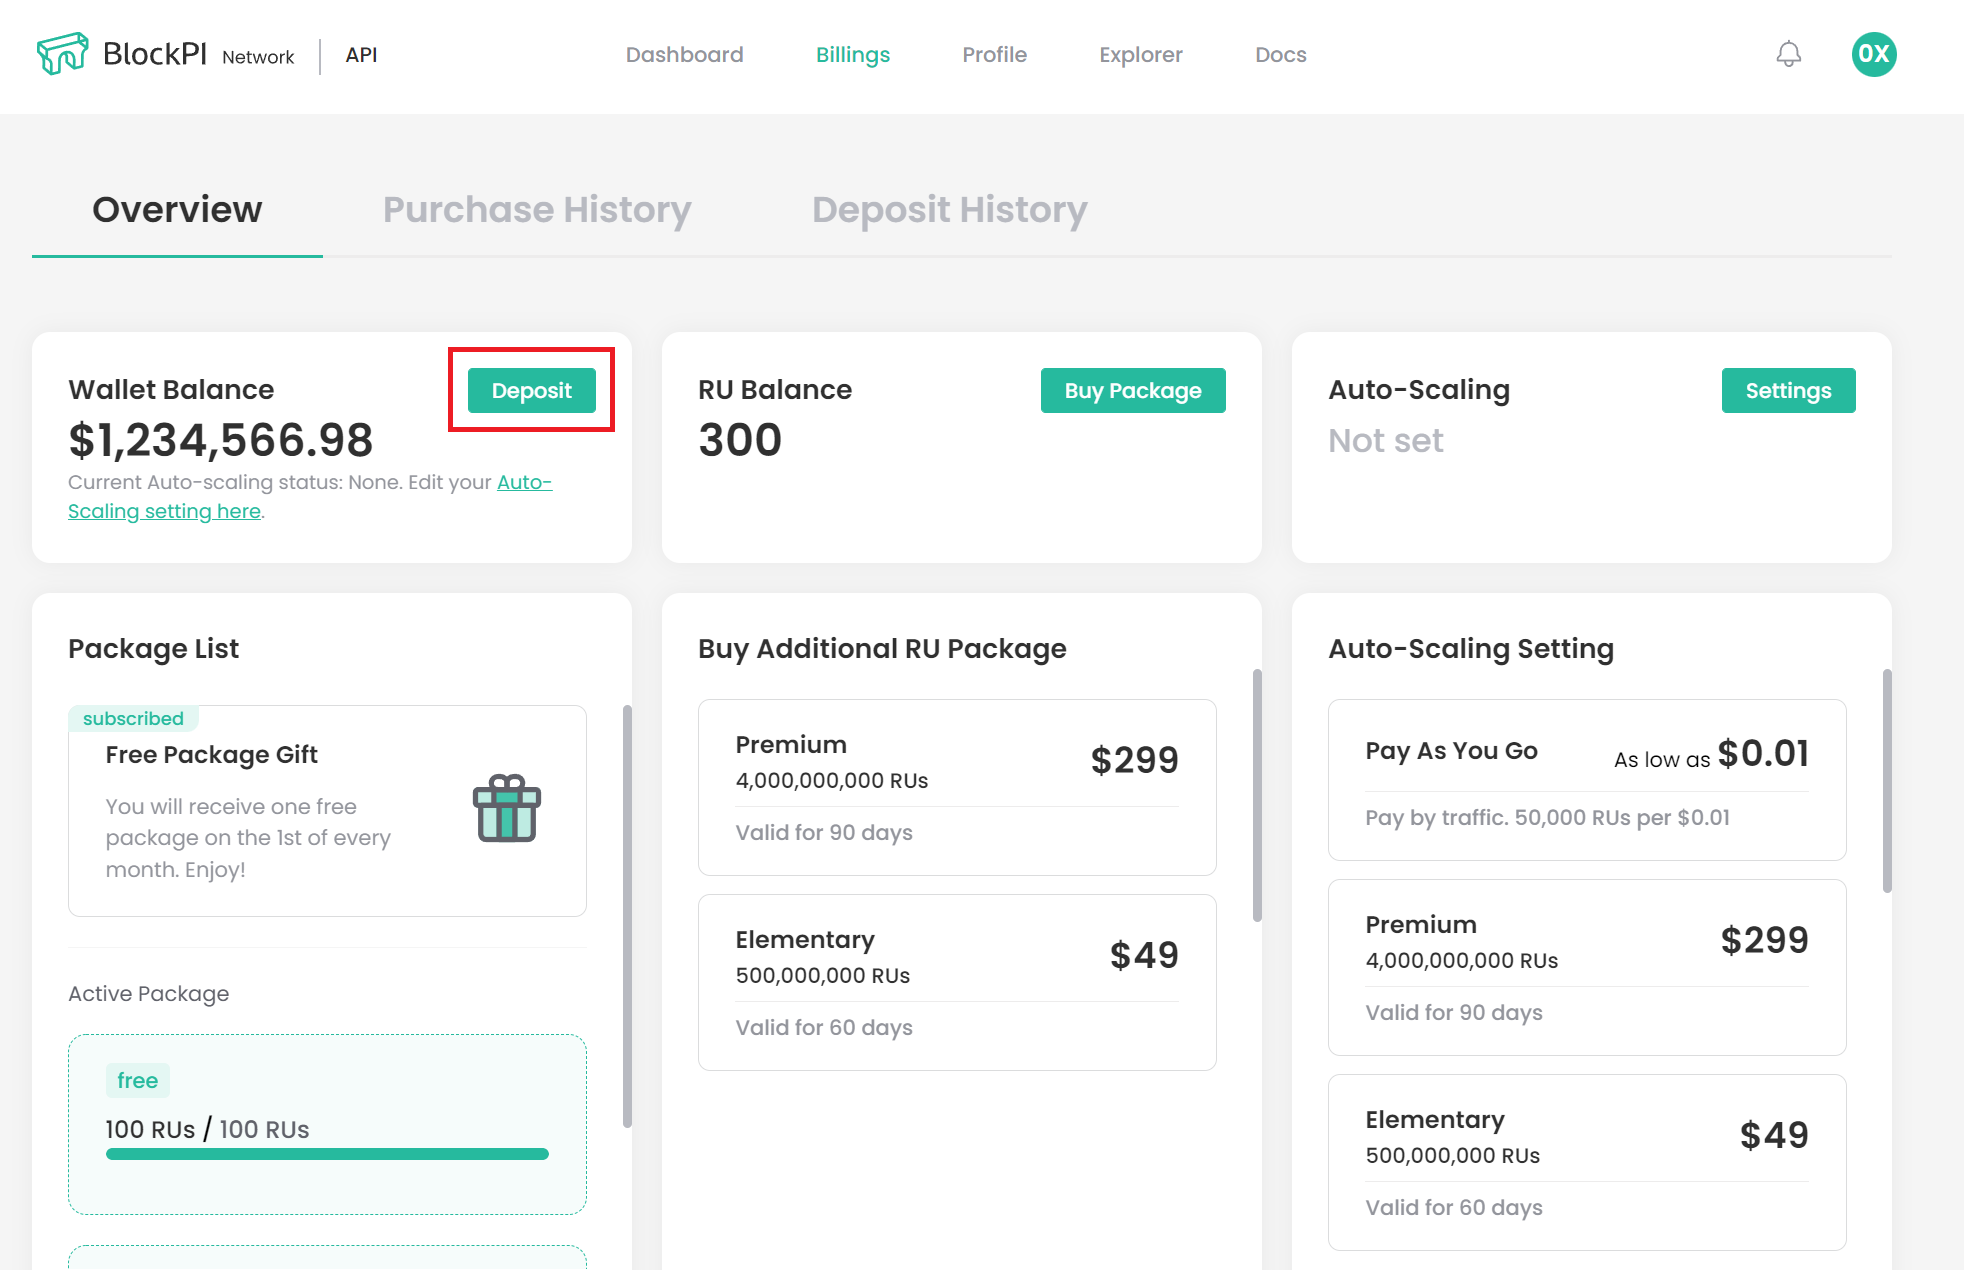 BlockPI Network API
Dashboard Billings Profile Explorer Docs
0X
Overview Purchase History Deposit History
Wallet Balance
Deposit
$1,234,566.98
Current Auto-scaling status: None. Edit your Auto-
Scaling setting here.
RU Balance
Buy Package
300
Auto-Scaling
Settings
Not set
Package List
subscribed
Free Package Gift
You will receive one free
package on the 1st of every
month. Enjoy!
Active Package
free
100 RUs / 100 RUs
Buy Additional RU Package
Premium
$299
4,000,000,000 RUs
Valid for 90 days
Elementary
$49
500,000,000 RUs
Valid for 60 days
Auto-Scaling Setting
Pay As You Go As low as $0.01
Pay by traffic. 50,000 RUs per $0.01
Premium
$299
4,000,000,000 RUs
Valid for 90 days
Elementary
$49
500,000,000 RUs
Valid for 60 days